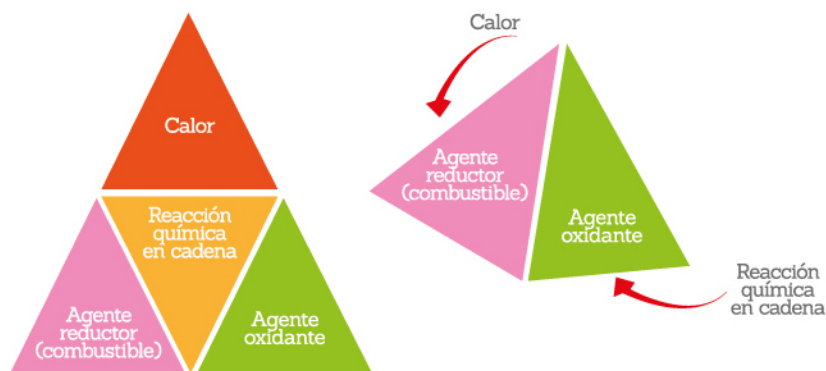 Calor
Reacción
química
en cadena
Agente
reductor
(combustible)
Agente
oxidante
Calor
Agente
reductor
(combustible)
Agente
oxidante
Reacción
química
en cadena